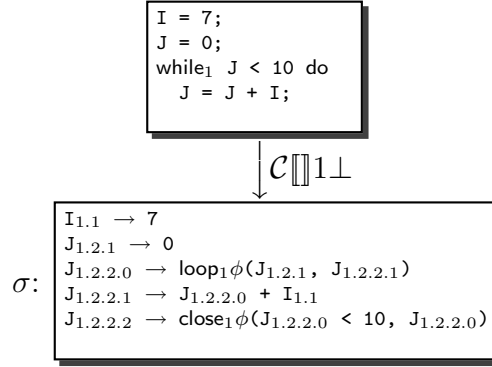 I = 7;
J = 0;
while₁ J < 10 do
J = J + I;
𝒞⟦⟧1⊥
σ:
I₁.₁ → 7
J₁.₂.₁ → 0
J₁.₂.₂.₀ → loop₁ϕ(J₁.₂.₁, J₁.₂.₂.₁)
J₁.₂.₂.₁ → J₁.₂.₂.₀ + I₁.₁
J₁.₂.₂.₂ → close₁ϕ(J₁.₂.₂.₀ < 10, J₁.₂.₂.₀)